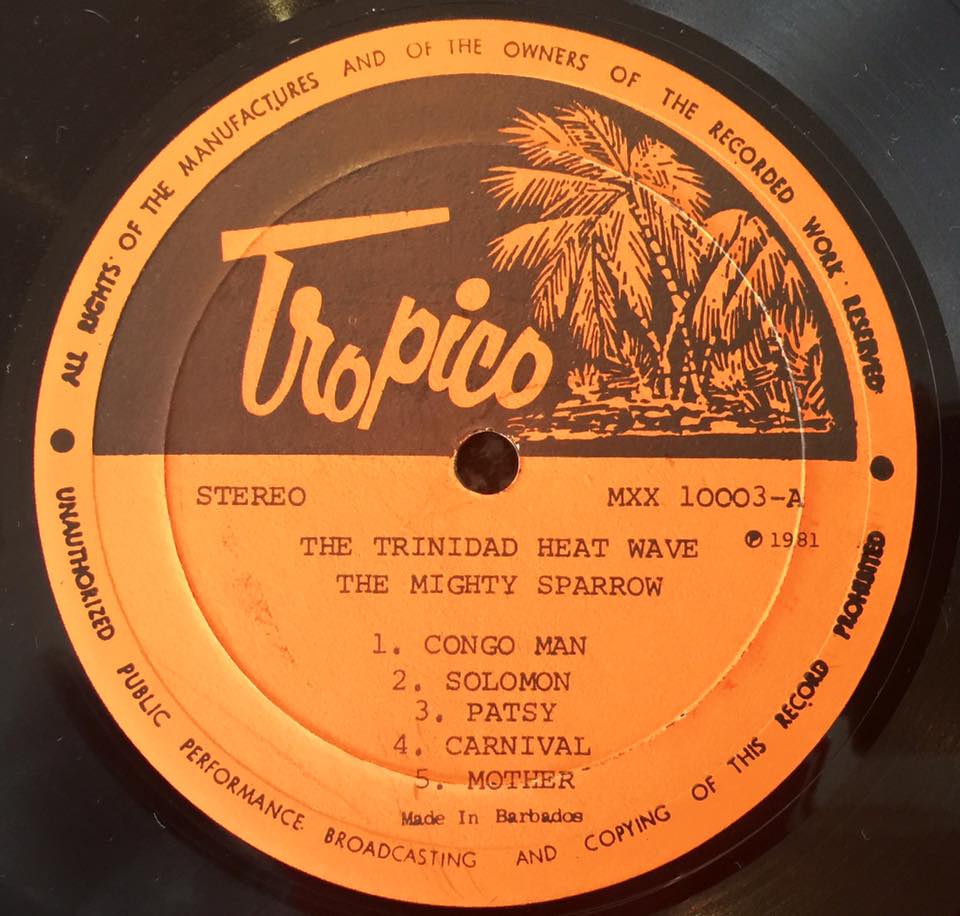 ALL RIGHTS OF THE MANUFACTURES AND OF THE OWNERS OF THE RECORDED WORK RESERVED
Tropico
STEREO MXX 10003-A
THE TRINIDAD HEAT WAVE ℗ 1981
THE MIGHTY SPARROW
1. CONGO MAN
2. SOLOMON
3. PATSY
4. CARNIVAL
5. MOTHER
Made In Barbados
UNAUTHORIZED PUBLIC PERFORMANCE. BROADCASTING AND COPYING OF THIS RECORD PROHIBITED